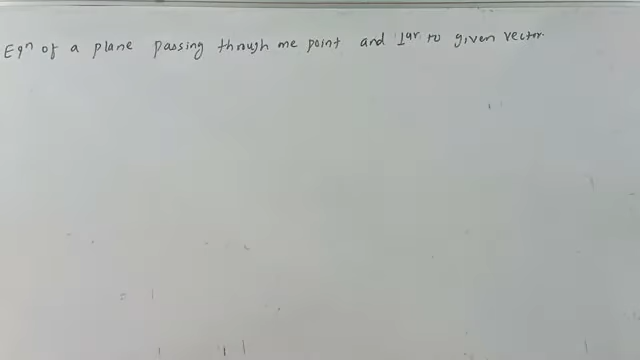 Eqn of a plane passing through one point and ⊥ar to given vector.